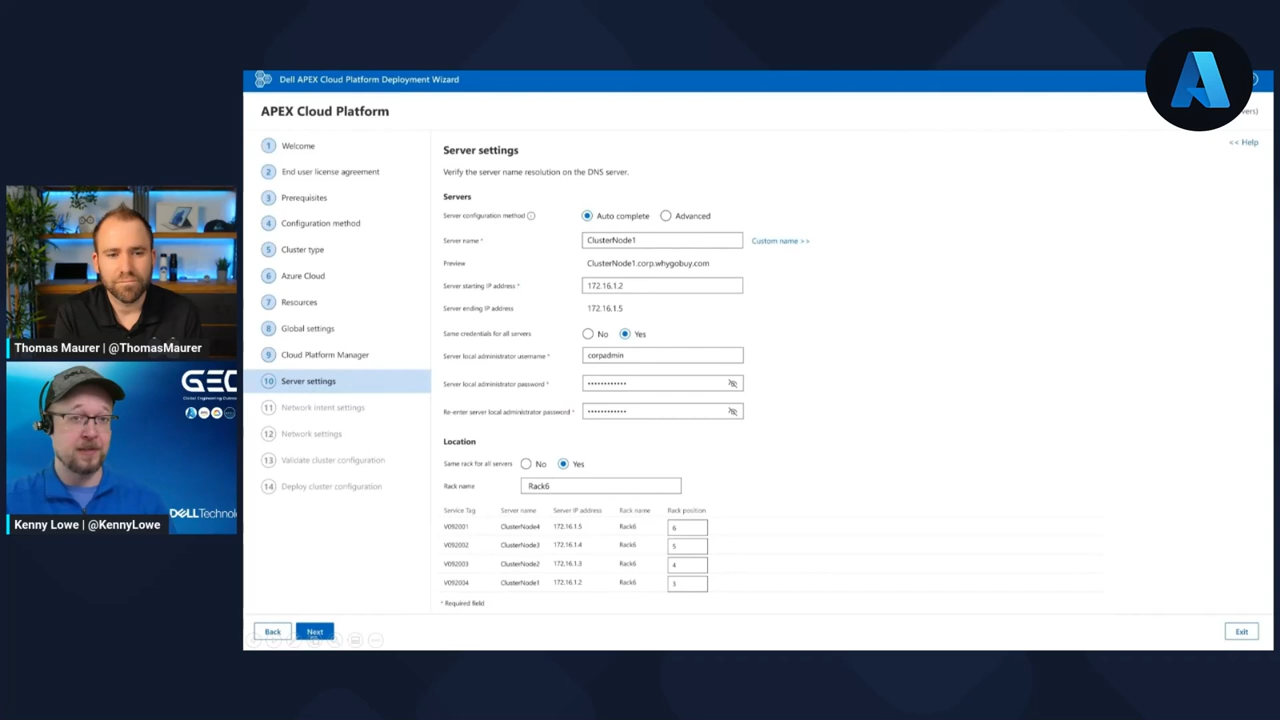 Dell APEX Cloud Platform Deployment Wizard
APEX Cloud Platform
<< Help
1 Welcome
2 End user license agreement
3 Prerequisites
4 Configuration method
5 Cluster type
6 Azure Cloud
7 Resources
8 Global settings
9 Cloud Platform Manager
10 Server settings
11 Network intent settings
12 Network settings
13 Validate cluster configuration
14 Deploy cluster configuration
Server settings
Verify the server name resolution on the DNS server.
Servers
Server configuration method Auto complete Advanced
Server name * ClusterNode1 Custom name >>
Preview ClusterNode1.corp.whygobuy.com
Server starting IP address * 172.16.1.2
Server ending IP address 172.16.1.5
Same credentials for all servers No Yes
Server local administrator username * corpadmin
Server local administrator password * ••••••••••••
Re-enter server local administrator password * ••••••••••••
Location
Same rack for all servers No Yes
Rack name Rack6
Service Tag Server name Server IP address Rack name Rack position
V092001 ClusterNode4 172.16.1.5 Rack6 6
V092002 ClusterNode3 172.16.1.4 Rack6 5
V092003 ClusterNode2 172.16.1.3 Rack6 4
V092004 ClusterNode1 172.16.1.2 Rack6 3
* Required field
Back Next Exit
Thomas Maurer | @ThomasMaurer
GEO
DELL Technolo
Kenny Lowe | @KennyLowe